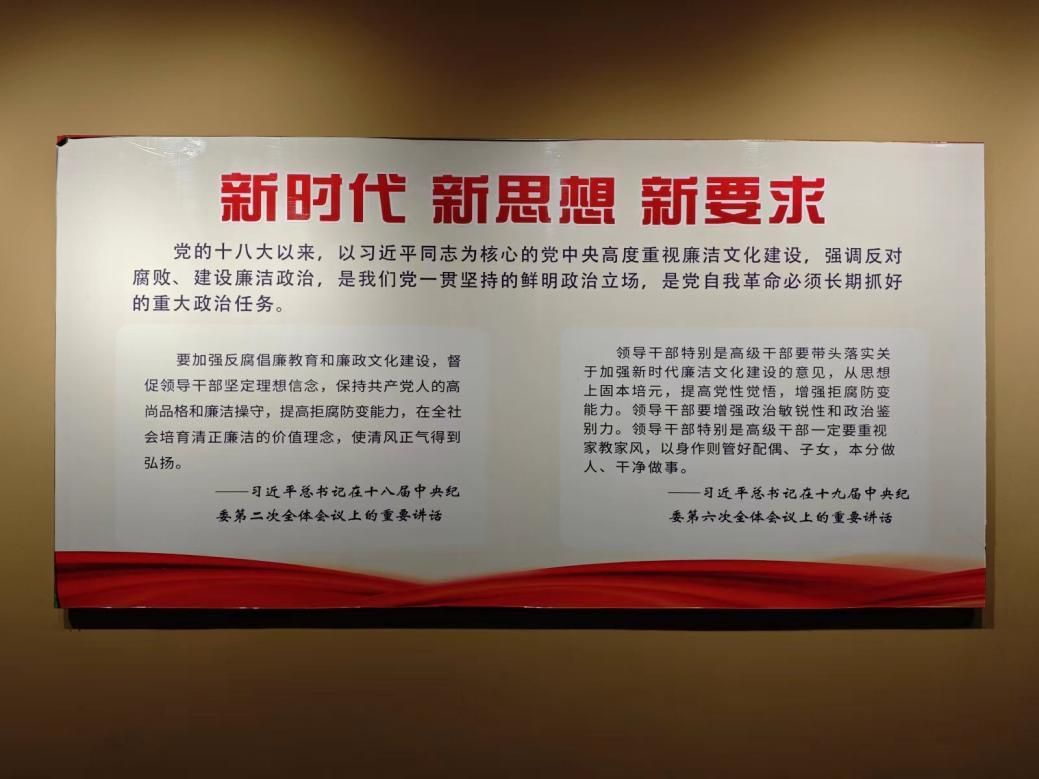 新时代 新思想 新要求
党的十八大以来，以习近平同志为核心的党中央高度重视廉洁文化建设，强调反对
腐败、建设廉洁政治，是我们党一贯坚持的鲜明政治立场，是党自我革命必须长期抓好
的重大政治任务。
要加强反腐倡廉教育和廉政文化建设，督
促领导干部坚定理想信念，保持共产党人的高
尚品格和廉洁操守，提高拒腐防变能力，在全社
会培育清正廉洁的价值理念，使清风正气得到
弘扬。
——习近平总书记在十八届中央纪
委第二次全体会议上的重要讲话
领导干部特别是高级干部要带头落实关
于加强新时代廉洁文化建设的意见，从思想
上固本培元，提高党性觉悟，增强拒腐防变
能力。领导干部要增强政治敏锐性和政治鉴
别力。领导干部特别是高级干部一定要重视
家教家风，以身作则管好配偶、子女，本分做
人、干净做事。
——习近平总书记在十九届中央纪
委第六次全体会议上的重要讲话